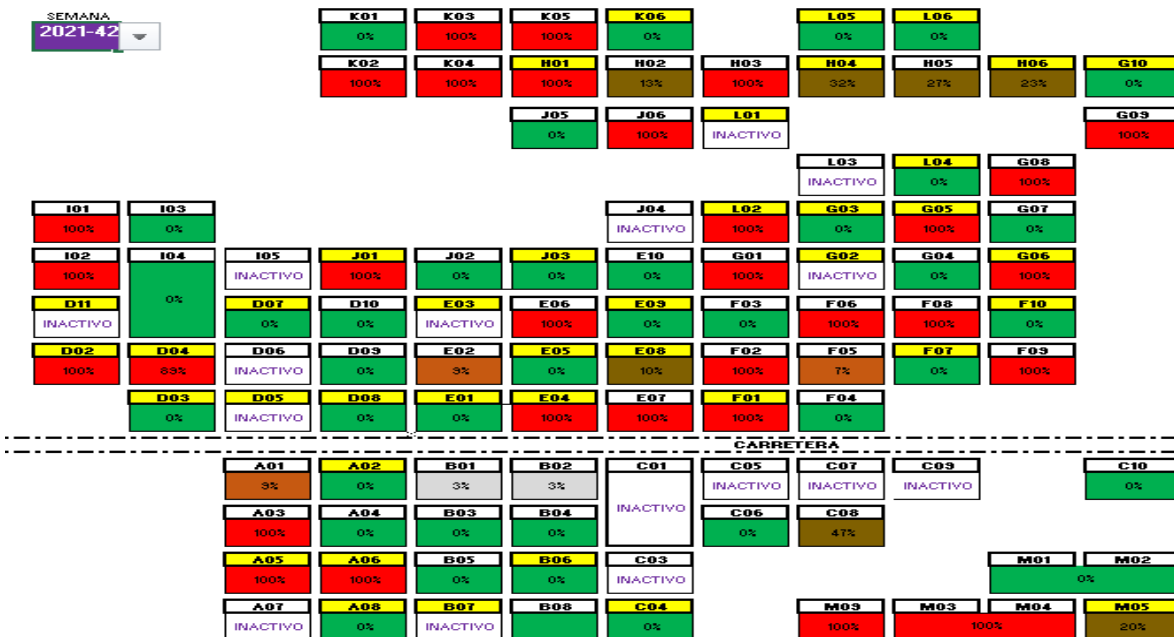 SEMANA
2021-42
K01 K03 K05 K06 L05 L06
0% 100% 100% 0% 0% 0%
K02 K04 H01 H02 H03 H04 H05 H06 G10
100% 100% 100% 13% 100% 32% 27% 23% 0%
J05 J06 L01 G09
0% 100% INACTIVO 100%
L03 L04 G08
INACTIVO 0% 100%
I01 I03 J04 L02 G03 G05 G07
100% 0% INACTIVO 100% 0% 100% 0%
I02 I04 I05 J01 J02 J03 E10 G01 G02 G04 G06
100% INACTIVO 100% 0% 0% 0% 100% INACTIVO 0% 100%
0%
D11 D07 D10 E03 E06 E09 F03 F06 F08 F10
INACTIVO 0% 0% INACTIVO 100% 0% 0% 100% 100% 0%
D02 D04 D06 D09 E02 E05 E08 F02 F05 F07 F09
100% 89% INACTIVO 0% 9% 0% 10% 100% 7% 0% 100%
D03 D05 D08 E01 E04 E07 F01 F04
0% INACTIVO 0% 0% 100% 100% 100% 0%
CARRETERA
A01 A02 B01 B02 C01 C05 C07 C09 C10
9% 0% 3% 3% INACTIVO INACTIVO INACTIVO 0%
INACTIVO
A03 A04 B03 B04 C06 C08
100% 0% 0% 0% 0% 47%
A05 A06 B05 B06 C03 M01 M02
100% 100% 0% 0% INACTIVO 0%
A07 A08 B07 B08 C04 M09 M03 M04 M05
INACTIVO 0% INACTIVO 0% 100% 100% 20%